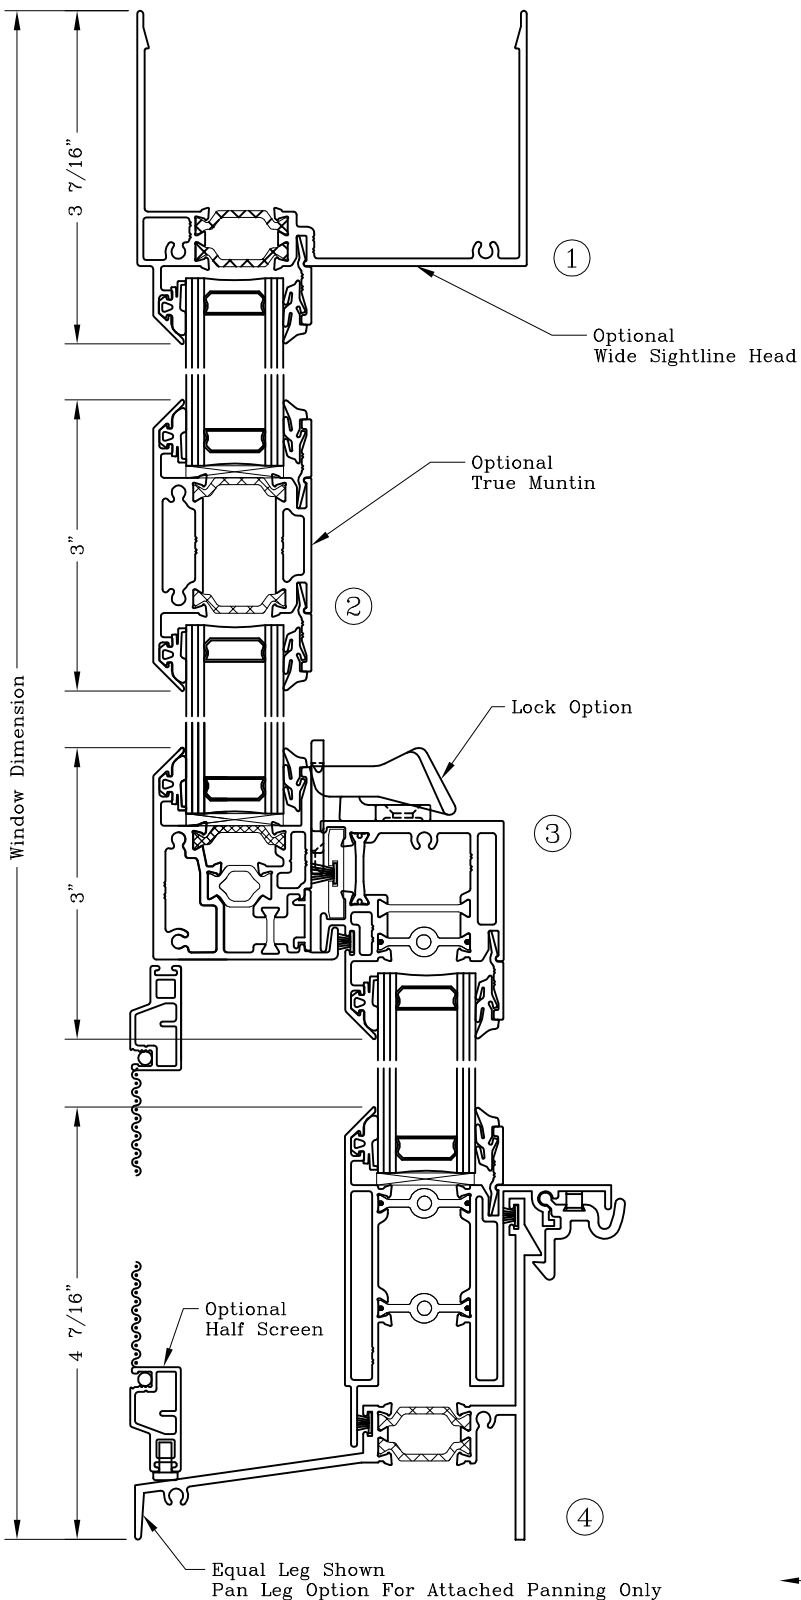 3 7/16"
1
Optional
Wide Sightline Head
Optional
True Muntin
3"
2
Window Dimension
Lock Option
3
3"
4 7/16"
Optional
Half Screen
4
Equal Leg Shown
Pan Leg Option For Attached Panning Only